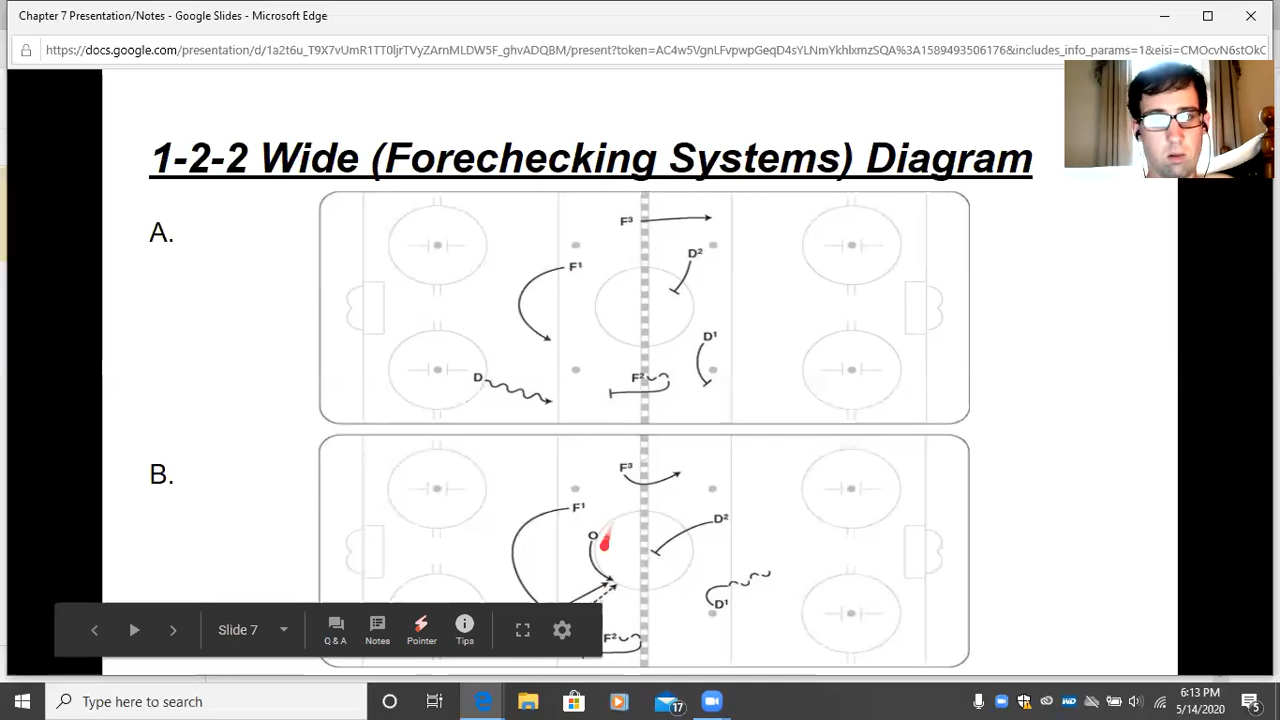 Chapter 7 Presentation/Notes - Google Slides - Microsoft Edge
https://docs.google.com/presentation/d/1a2t6u_T9X7vUmR1TT0ljrTVyZArnMLDW5F_ghvADQBM/present?token=AC4w5VgnLFvpwpGeqD4sYLNmYkhlxmzSQA%3A1589493506176&includes_info_params=1&eisi=CMOcvN6stOkC
1-2-2 Wide (Forechecking Systems) Diagram
A.
F³
D²
F¹
D¹
D
F²
B.
F³
F¹
D²
O
D¹
F²
Slide 7
Q & A
Notes
Pointer
Tips
Type here to search
17
6:13 PM
5/14/2020
5